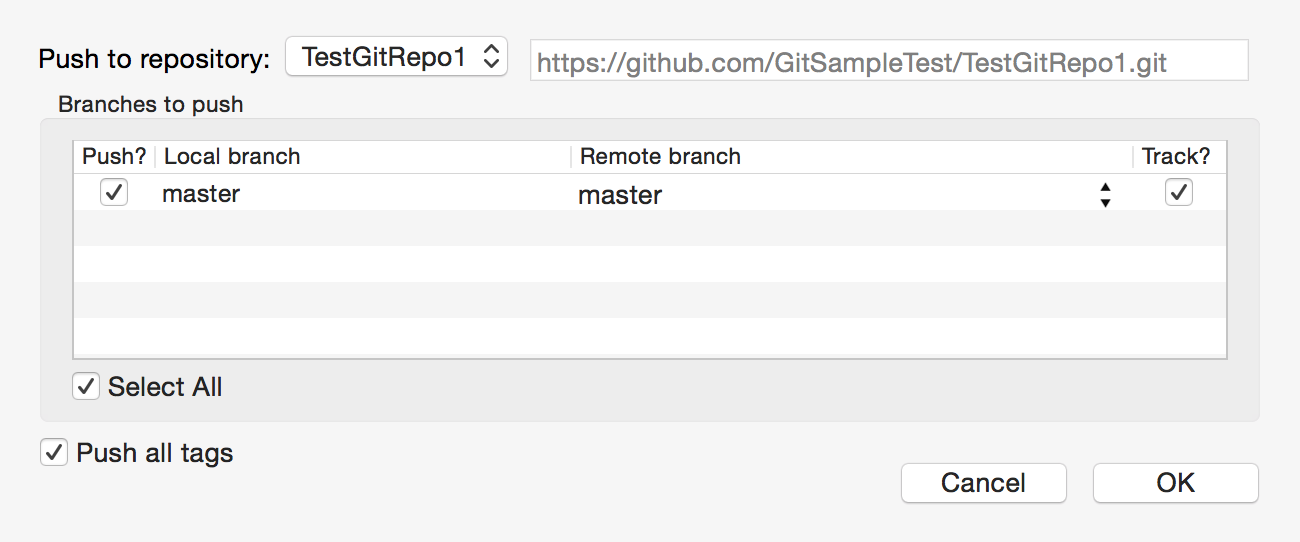 Push to repository: TestGitRepo1 https://github.com/GitSampleTest/TestGitRepo1.git
Branches to push
Push? Local branch Remote branch Track?
master master
Select All
Push all tags
Cancel OK